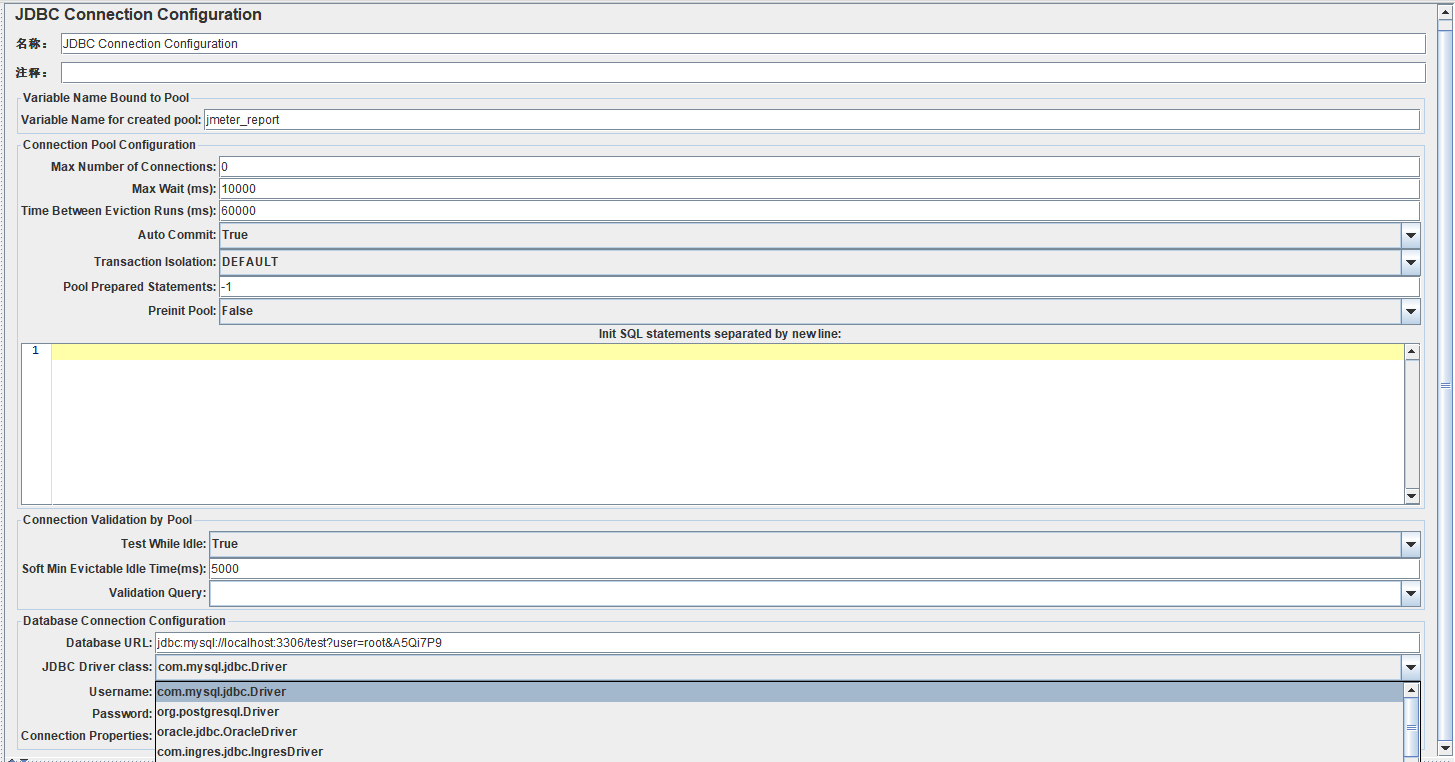 JDBC Connection Configuration
名称： JDBC Connection Configuration
注释：
Variable Name Bound to Pool
Variable Name for created pool: jmeter_report
Connection Pool Configuration
Max Number of Connections: 0
Max Wait (ms): 10000
Time Between Eviction Runs (ms): 60000
Auto Commit: True
Transaction Isolation: DEFAULT
Pool Prepared Statements: -1
Preinit Pool: False
Init SQL statements separated by new line:
1
Connection Validation by Pool
Test While Idle: True
Soft Min Evictable Idle Time(ms): 5000
Validation Query:
Database Connection Configuration
Database URL: jdbc:mysql://localhost:3306/test?user=root&A5Qi7P9
JDBC Driver class: com.mysql.jdbc.Driver
Username: com.mysql.jdbc.Driver
Password: org.postgresql.Driver
Connection Properties: oracle.jdbc.OracleDriver
com.ingres.jdbc.IngresDriver